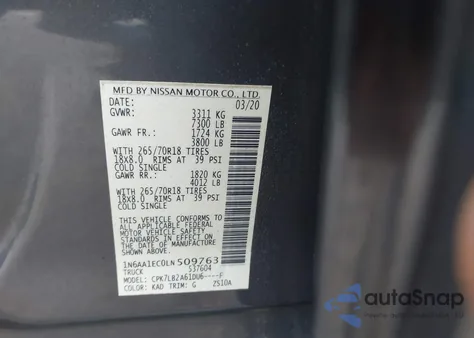 MFD BY NISSAN MOTOR CO., LTD.
DATE: 03/20
GVWR: 3311 KG
7300 LB
GAWR FR.: 1724 KG
3800 LB
WITH 265/70R18 TIRES
18X8.0 RIMS AT 39 PSI
COLD SINGLE
GAWR RR.: 1820 KG
4012 LB
WITH 265/70R18 TIRES
18X8.0 RIMS AT 39 PSI
COLD SINGLE
THIS VEHICLE CONFORMS TO
ALL APPLICABLE FEDERAL
MOTOR VEHICLE SAFETY
STANDARDS IN EFFECT ON
THE DATE OF MANUFACTURE
SHOWN ABOVE.
1N6AA1EC0LN509763
TRUCK 537604
MODEL: CPK7LB2A61DU6----F
COLOR: KAD TRIM: G ZS10A
autoSnap